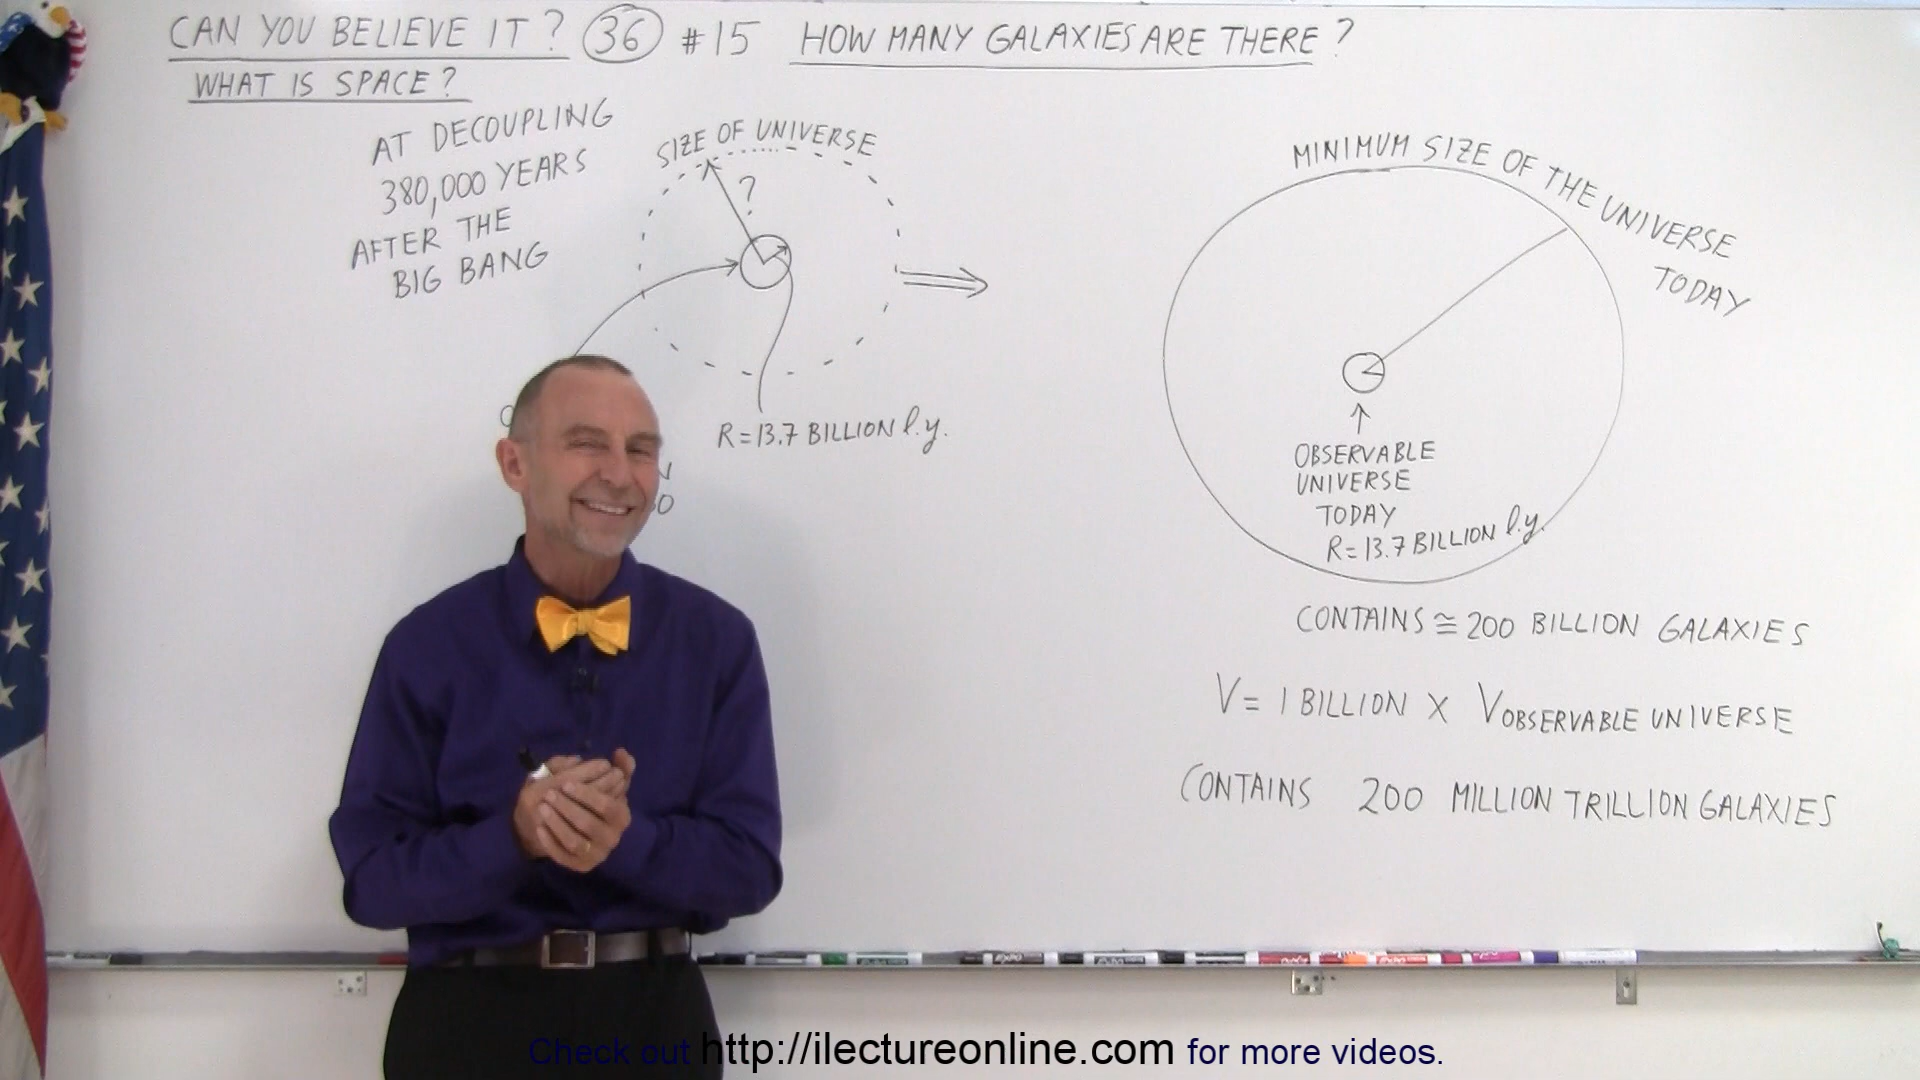 CAN YOU BELIEVE IT? 36 #15 HOW MANY GALAXIES ARE THERE?
WHAT IS SPACE?
AT DECOUPLING
380,000 YEARS
AFTER THE
BIG BANG
SIZE OF UNIVERSE
?
R=13.7 BILLION l.y.
MINIMUM SIZE OF THE UNIVERSE
TODAY
OBSERVABLE
UNIVERSE
TODAY
R=13.7 BILLION l.y.
CONTAINS ≅ 200 BILLION GALAXIES
V= 1 BILLION X V OBSERVABLE UNIVERSE
CONTAINS 200 MILLION TRILLION GALAXIES
Check out http://ilectureonline.com for more videos.